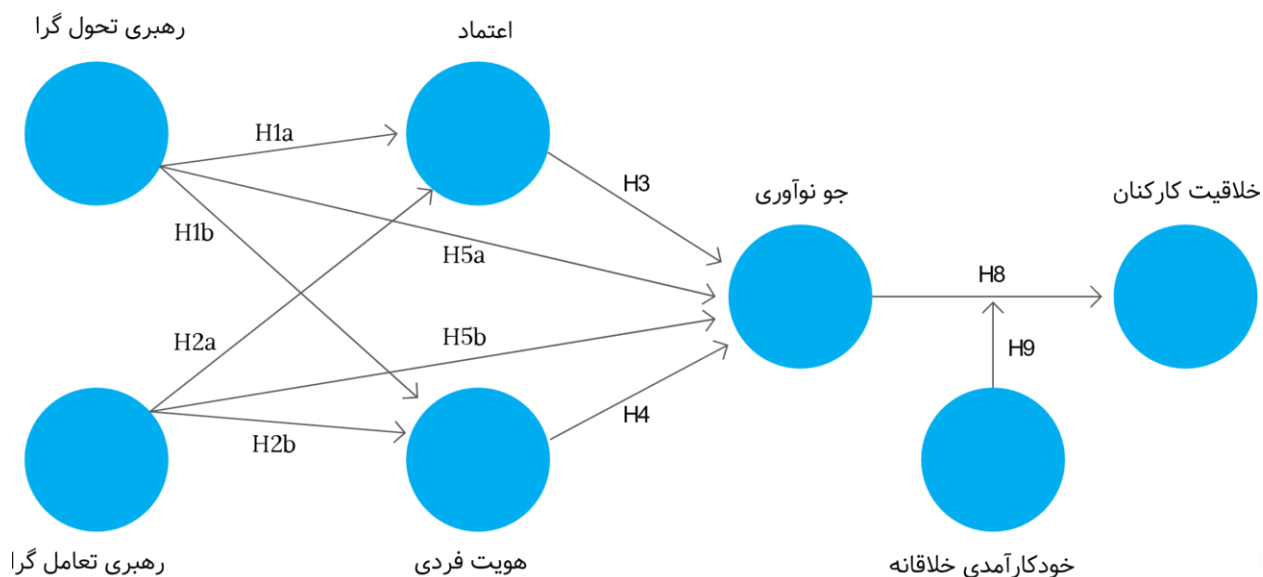 رهبری تحول گرا
اعتماد
H1a
H3
H1b
H5a
جو نوآوری
خلاقیت کارکنان
H8
H2a
H5b
H9
H4
H2b
رهبری تعامل گرا
هویت فردی
خودکارآمدی خلاقانه